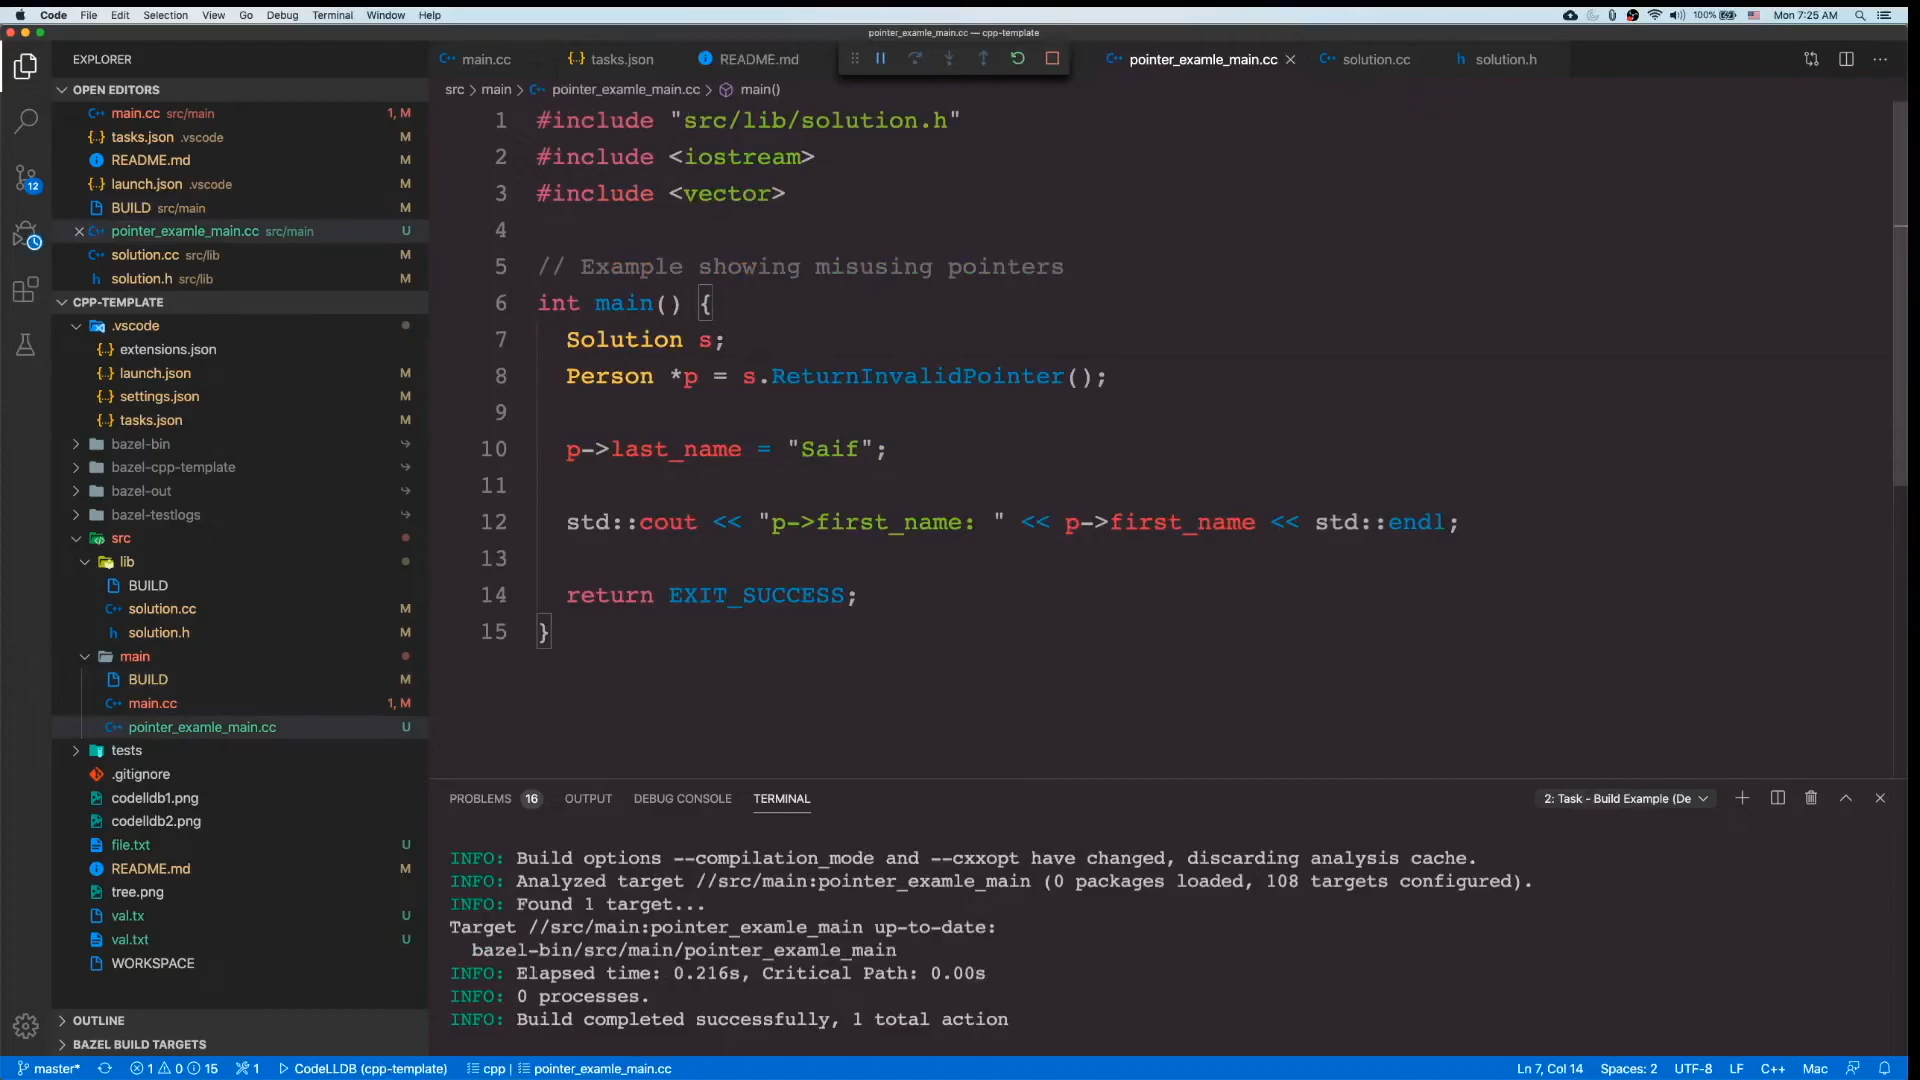 Code File Edit Selection View Go Debug Terminal Window Help 100% Mon 7:25 AM
pointer_examle_main.cc — cpp-template
EXPLORER
OPEN EDITORS
main.cc src/main 1, M
tasks.json .vscode M
README.md M
launch.json .vscode M
BUILD src/main M
pointer_examle_main.cc src/main U
solution.cc src/lib M
solution.h src/lib M
CPP-TEMPLATE
.vscode
extensions.json
launch.json M
settings.json M
tasks.json M
bazel-bin
bazel-cpp-template
bazel-out
bazel-testlogs
src
lib
BUILD
solution.cc M
solution.h M
main
BUILD M
main.cc 1, M
pointer_examle_main.cc U
tests
.gitignore
codelldb1.png
codelldb2.png
file.txt U
README.md M
tree.png
val.tx U
val.txt U
WORKSPACE
OUTLINE
BAZEL BUILD TARGETS
12
main.cc tasks.json README.md pointer_examle_main.cc solution.cc solution.h
src > main > pointer_examle_main.cc > main()
1 #include "src/lib/solution.h"
2 #include <iostream>
3 #include <vector>
4
5 // Example showing misusing pointers
6 int main() {
7 Solution s;
8 Person *p = s.ReturnInvalidPointer();
9
10 p->last_name = "Saif";
11
12 std::cout << "p->first_name: " << p->first_name << std::endl;
13
14 return EXIT_SUCCESS;
15 }
PROBLEMS 16 OUTPUT DEBUG CONSOLE TERMINAL 2: Task - Build Example (De
INFO: Build options --compilation_mode and --cxxopt have changed, discarding analysis cache.
INFO: Analyzed target //src/main:pointer_examle_main (0 packages loaded, 108 targets configured).
INFO: Found 1 target...
Target //src/main:pointer_examle_main up-to-date:
bazel-bin/src/main/pointer_examle_main
INFO: Elapsed time: 0.216s, Critical Path: 0.00s
INFO: 0 processes.
INFO: Build completed successfully, 1 total action
master* 1 0 15 1 CodeLLDB (cpp-template) cpp | pointer_examle_main.cc Ln 7, Col 14 Spaces: 2 UTF-8 LF C++ Mac